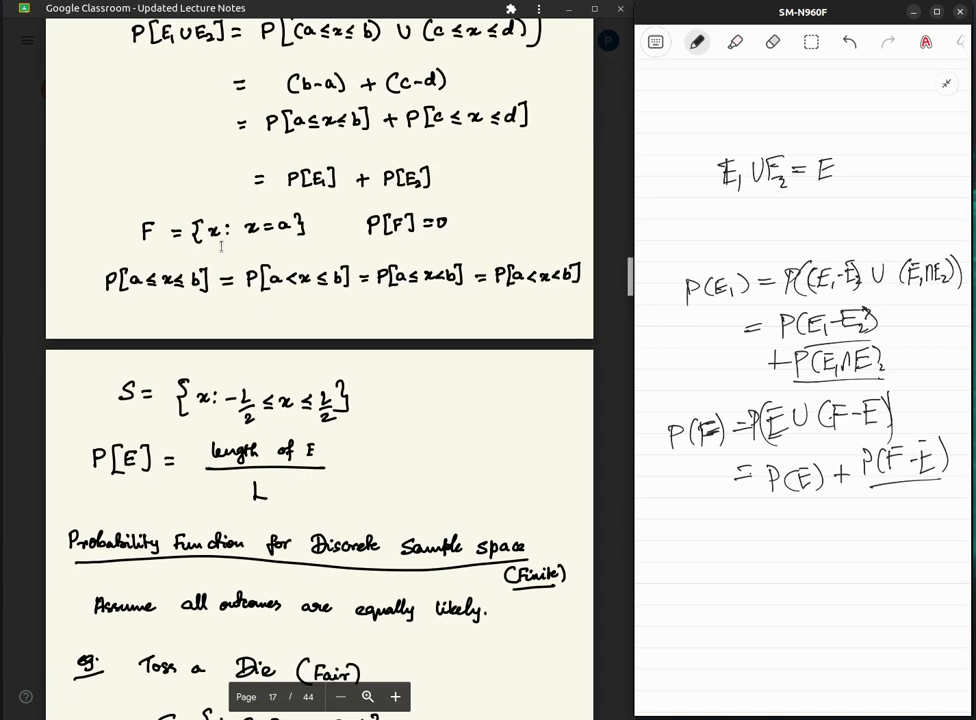 Google Classroom - Updated Lecture Notes
P[E₁ ∪ E₂] = P[(a ≤ x ≤ b) ∪ (c ≤ x ≤ d)]
= (b-a) + (c-d)
= P[a ≤ x ≤ b] + P[c ≤ x ≤ d]
= P[E₁] + P[E₂]
F = {x: x = a} P[F] = 0
P[a ≤ x ≤ b] = P[a < x ≤ b] = P[a ≤ x < b] = P[a < x < b]
S = {x: -L/2 ≤ x ≤ L/2}
P[E] = length of E / L
Probability Function for Discrete Sample space
(Finite)
Assume all outcomes are equally likely.
eg: Toss a Die (Fair)
Page 17 / 44
SM-N960F
E₁ ∪ E₂ = E
P(E₁) = P((E₁-E₂) ∪ (E₁∩E₂))
= P(E₁-E₂)
+ P(E₁∩E₂)
P(F) = P(E ∪ (F-E))
= P(E) + P(F-E)